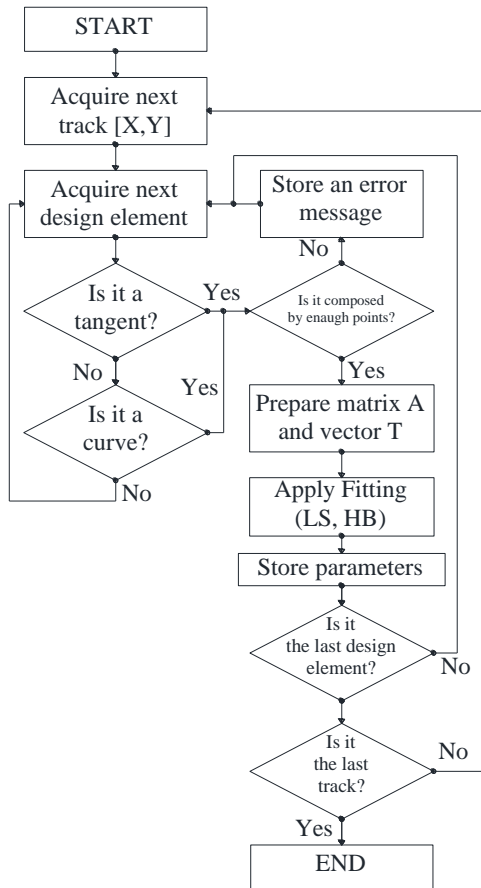 START
Acquire next
track [X,Y]
Acquire next
design element
Store an error
message
No
Is it a
tangent?
Yes
Is it composed
by enaugh points?
No
Yes
Yes
Is it a
curve?
Prepare matrix A
and vector T
No
Apply Fitting
(LS, HB)
Store parameters
Is it
the last design
element?
No
Is it
the last
track?
No
Yes
END